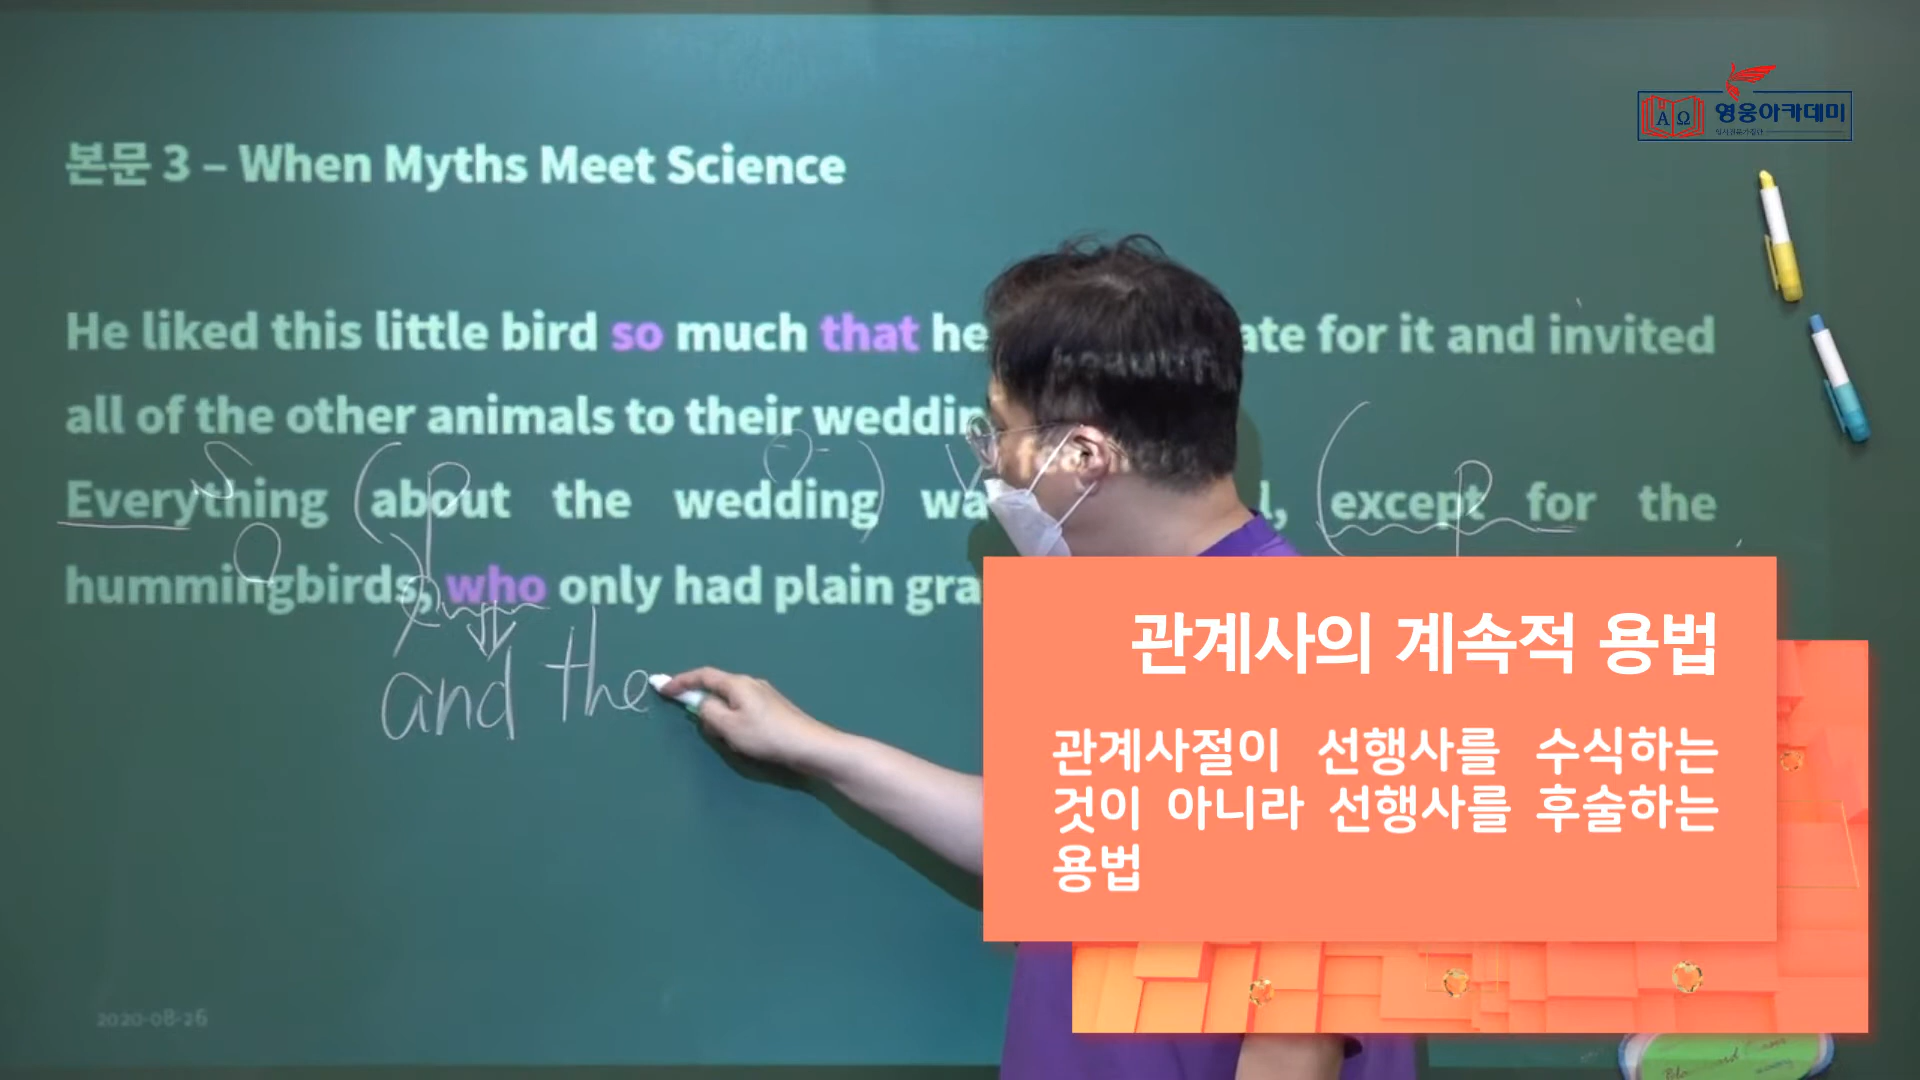 영웅아카데미
본문 3 – When Myths Meet Science
He liked this little bird so much that he ate for it and invited
all of the other animals to their weddin
Everything (about the wedding) wa l, (except for the
hummingbirds, who only had plain gra
S
p
O
V
p
O
and the
관계사의 계속적 용법
관계사절이 선행사를 수식하는
것이 아니라 선행사를 후술하는
용법
2020-08-26